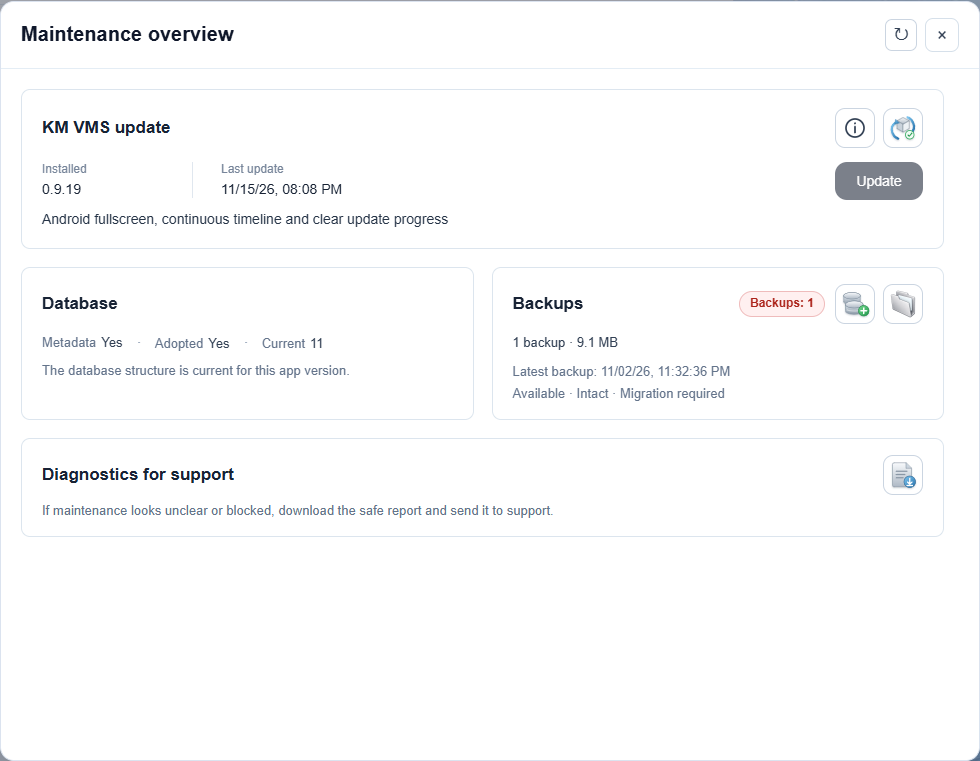 Maintenance overview
KM VMS update
Installed
Last update
0.9.19
11/15/26, 08:08 PM
Update
Android fullscreen, continuous timeline and clear update progress
Database
Metadata Yes · Adopted Yes · Current 11
The database structure is current for this app version.
Backups
Backups: 1
1 backup · 9.1 MB
Latest backup: 11/02/26, 11:32:36 PM
Available · Intact · Migration required
Diagnostics for support
If maintenance looks unclear or blocked, download the safe report and send it to support.